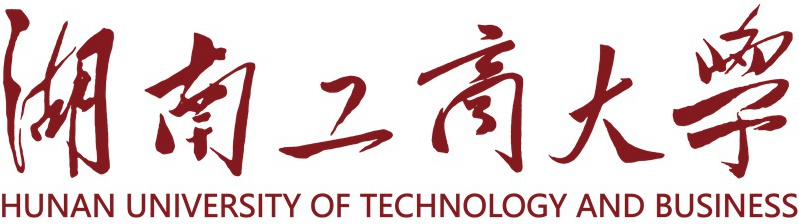 湖南工商大學
HUNAN UNIVERSITY OF TECHNOLOGY AND BUSINESS